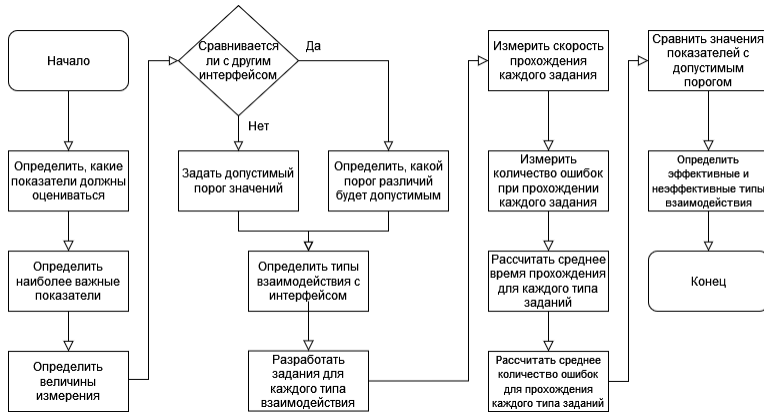 Начало
Определить, какие
показатели должны
оцениваться
Определить
наиболее важные
показатели
Определить
величины
измерения
Сравнивается
ли с другим
интерфейсом
Да
Нет
Задать допустимый
порог значений
Определить, какой
порог различий
будет допустимым
Определить типы
взаимодействия с
интерфейсом
Разработать
задания для
каждого типа
взаимодействия
Измерить скорость
прохождения
каждого задания
Измерить
количество ошибок
при прохождении
каждого задания
Рассчитать среднее
время прохождения
для каждого типа
заданий
Рассчитать среднее
количество ошибок
для прохождения
каждого типа заданий
Сравнить значения
показателей с
допустимым
порогом
Определить
эффективные и
неэффективные типы
взаимодействия
Конец